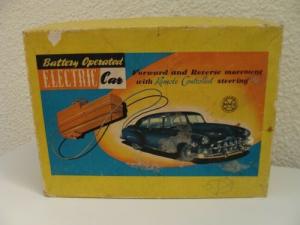 Battery Operated
ELECTRIC Car
Forward and Reverse movement
with Remote Controlled steering